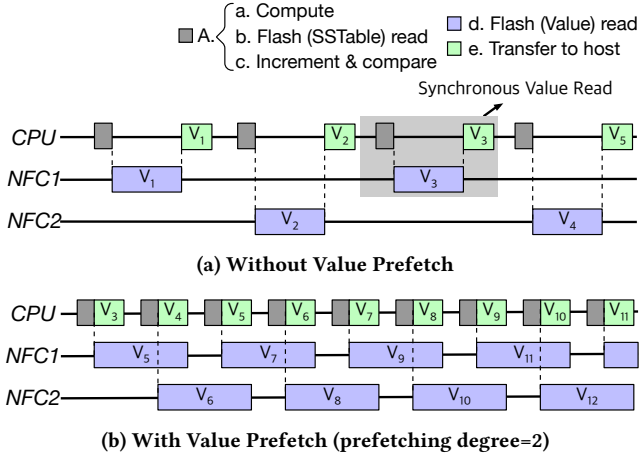 A.
a. Compute
b. Flash (SSTable) read
c. Increment & compare
d. Flash (Value) read
e. Transfer to host
Synchronous Value Read
CPU V1 V2 V3 V5
NFC1 V1 V3
NFC2 V2 V4
(a) Without Value Prefetch
CPU V3 V4 V5 V6 V7 V8 V9 V10 V11
NFC1 V5 V7 V9 V11
NFC2 V6 V8 V10 V12
(b) With Value Prefetch (prefetching degree=2)